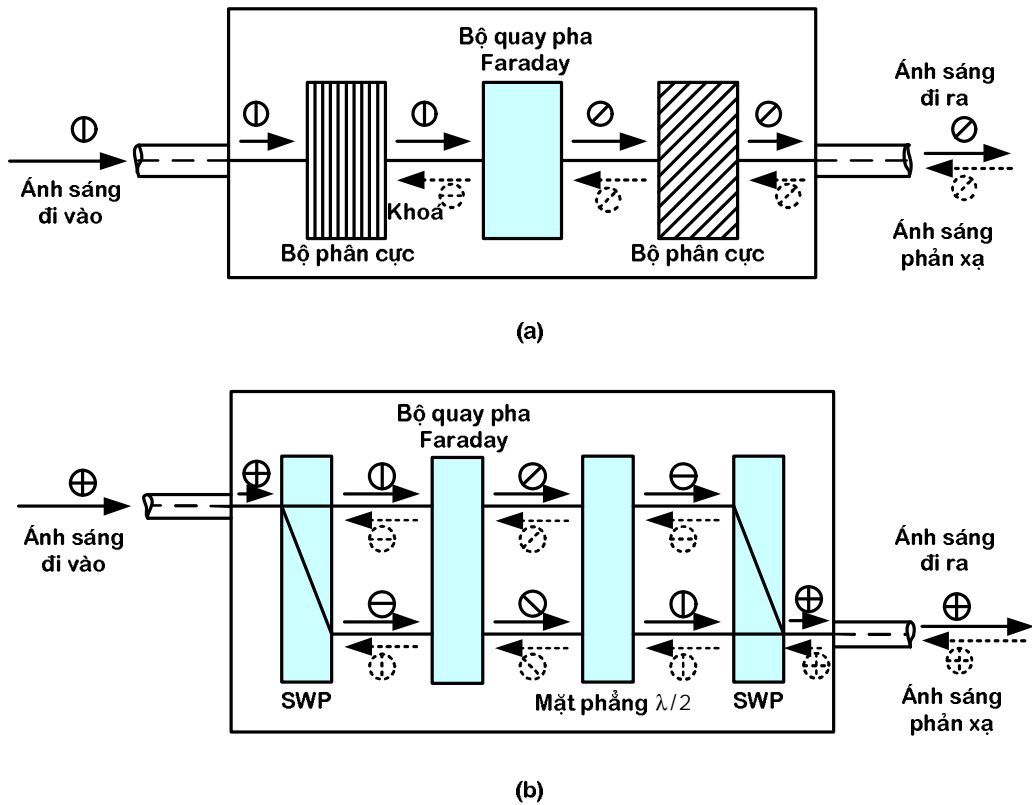 Bộ quay pha
Faraday
Ánh sáng
đi ra
Ánh sáng
đi vào
Khoá
Bộ phân cực
Bộ phân cực
Ánh sáng
phản xạ
(a)
Bộ quay pha
Faraday
Ánh sáng
đi vào
Ánh sáng
đi ra
SWP
Mặt phẳng λ/2
SWP
Ánh sáng
phản xạ
(b)